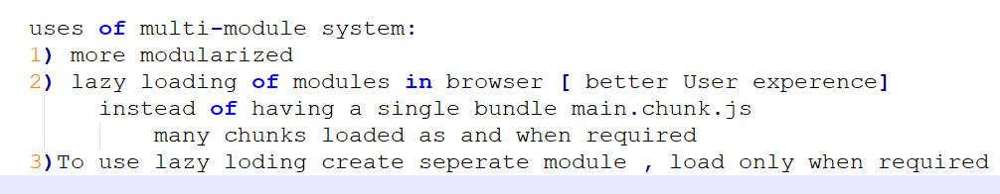 uses of multi-module system:
1) more modularized
2) lazy loading of modules in browser [ better User experence]
instead of having a single bundle main.chunk.js
many chunks loaded as and when required
3)To use lazy loding create seperate module , load only when required